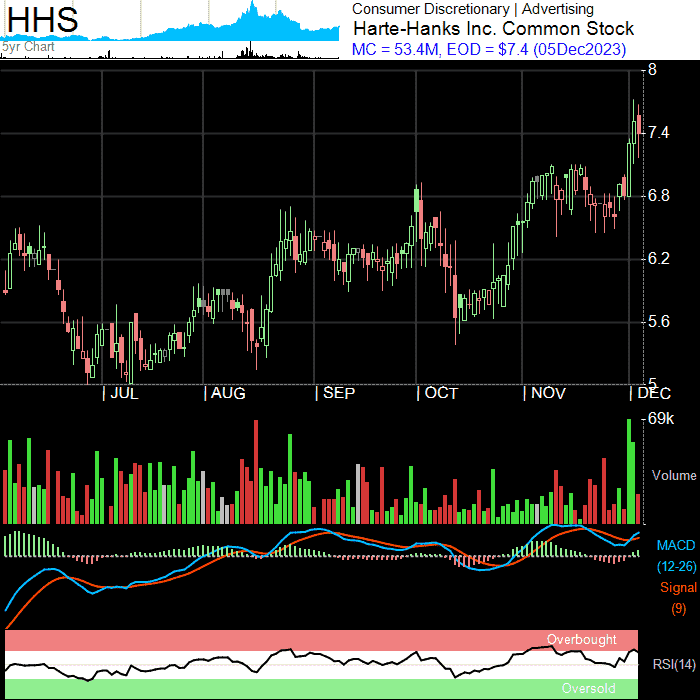 HHS
5yr Chart
Consumer Discretionary | Advertising
Harte-Hanks Inc. Common Stock
MC = 53.4M, EOD = $7.4 (05Dec2023)
8
7.4
6.8
6.2
5.6
5
JUL
AUG
SEP
OCT
NOV
DEC
69k
Volume
MACD
(12-26)
Signal
(9)
Overbought
RSI(14)
Oversold